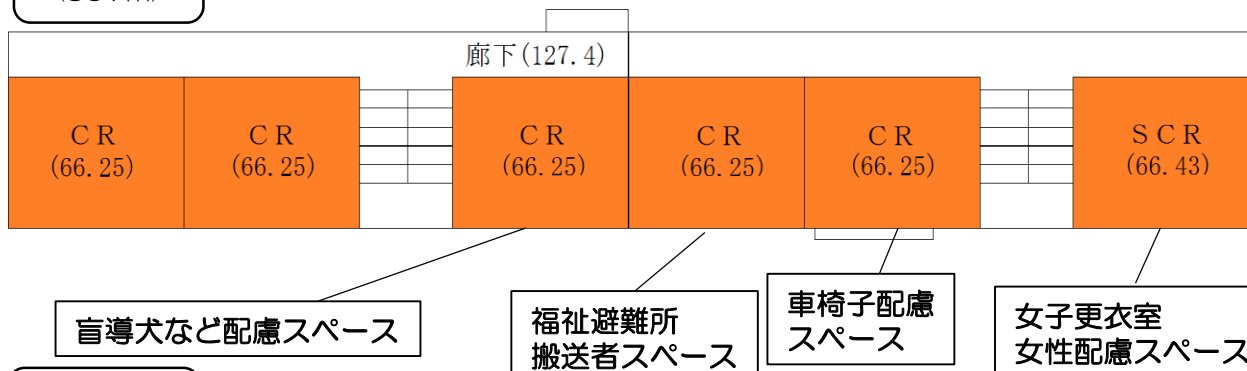 廊下(127.4)
CR
(66.25)
CR
(66.25)
CR
(66.25)
CR
(66.25)
CR
(66.25)
SCR
(66.43)
盲導犬など配慮スペース
福祉避難所
搬送者スペース
車椅子配慮
スペース
女子更衣室
女性配慮スペース